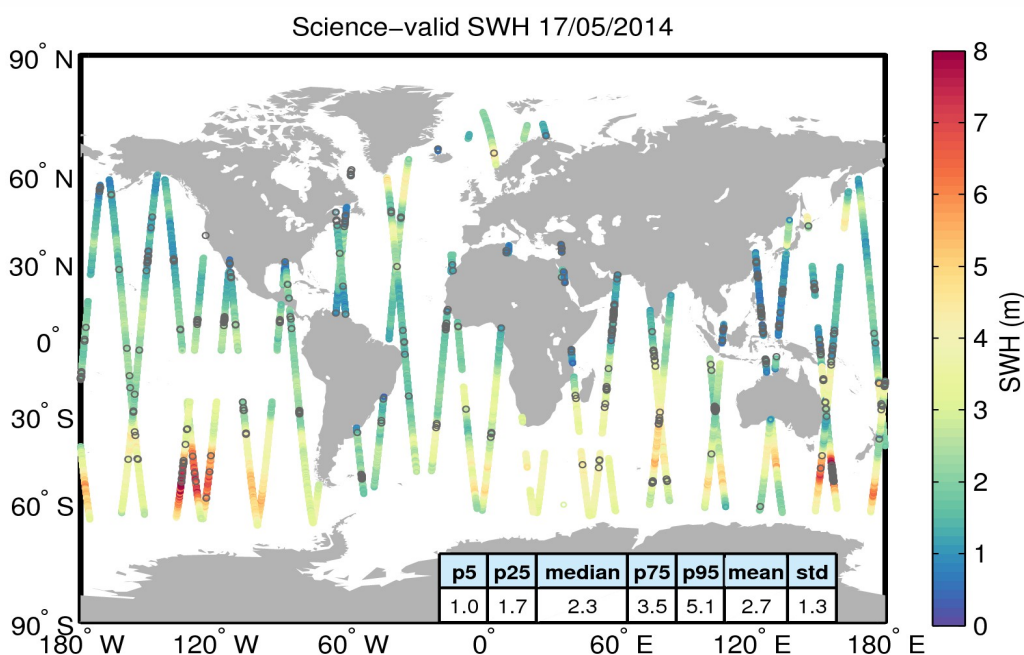 Science−valid SWH 17/05/2014
90° N
60° N
30° N
0°
30° S
60° S
90° S
180° W
120° W
60° W
0°
60° E
120° E
180° E
p5 p25 median p75 p95 mean std
1.0 1.7 2.3 3.5 5.1 2.7 1.3
8
7
6
5
4
3
2
1
0
SWH (m)